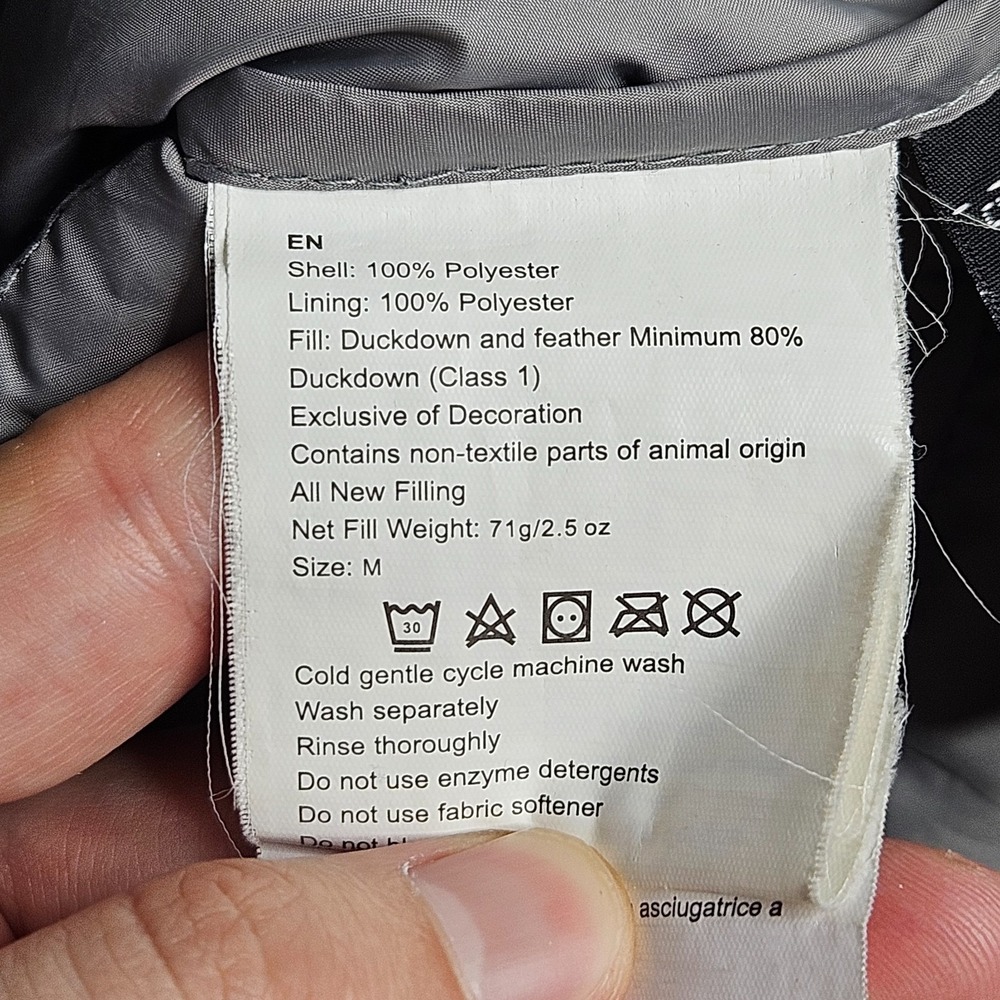 EN
Shell: 100% Polyester
Lining: 100% Polyester
Fill: Duckdown and feather Minimum 80%
Duckdown (Class 1)
Exclusive of Decoration
Contains non-textile parts of animal origin
All New Filling
Net Fill Weight: 71g/2.5 oz
Size: M
30
Cold gentle cycle machine wash
Wash separately
Rinse thoroughly
Do not use enzyme detergents
Do not use fabric softener
Do not
asciugatrice a